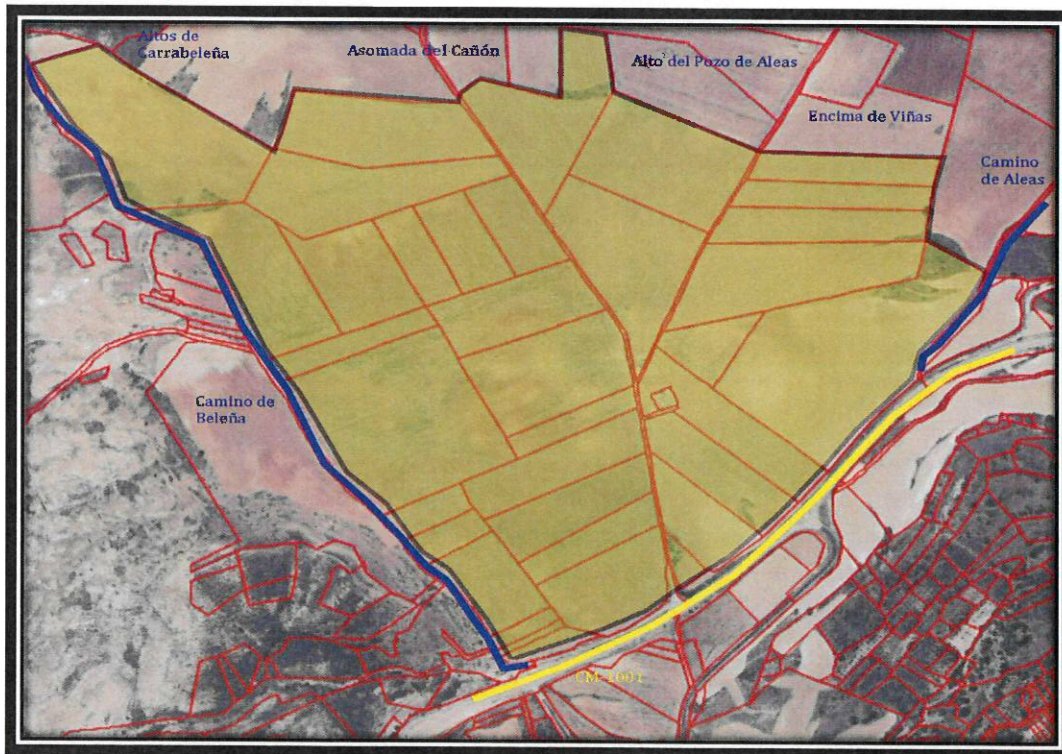 Altos de
Carrabeleña
Asomada del Cañón
Alto del Pozo de Aleas
Encima de Viñas
Camino
de Aleas
Camino de
Beleña
CM-1001